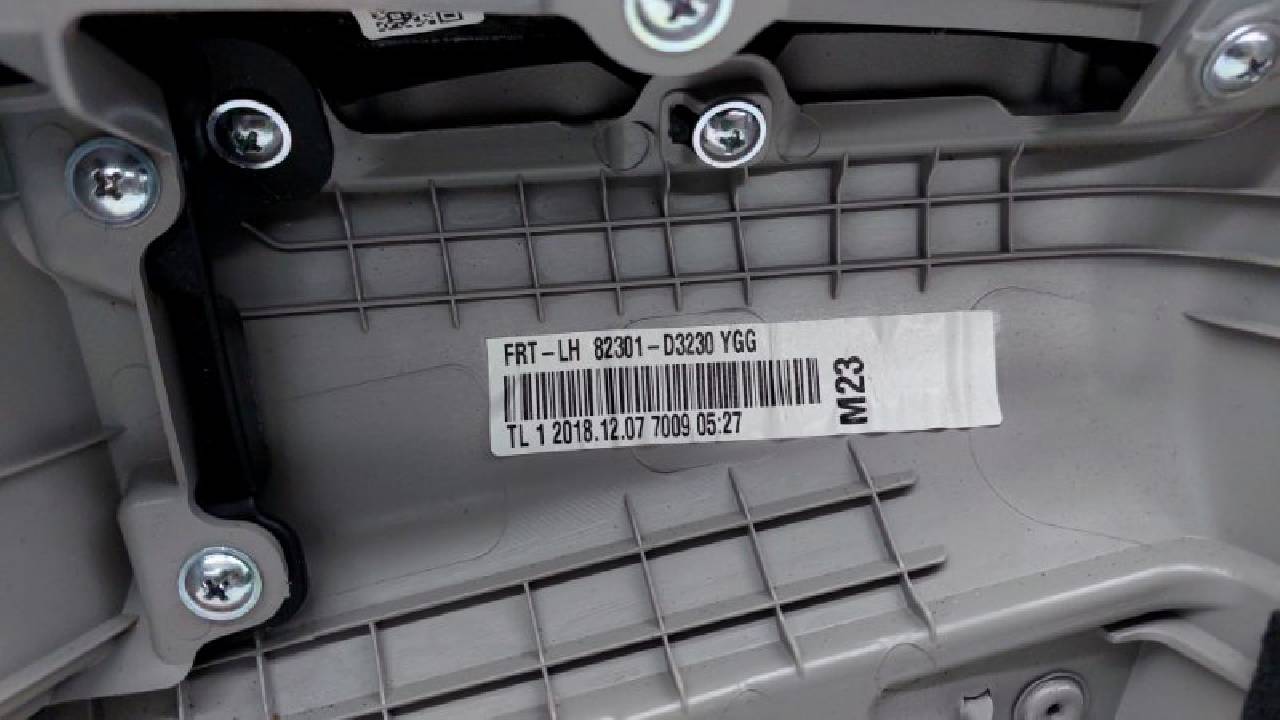 FRT-LH 82301-D3230 YGG
TL 1 2018.12.07 7009 05:27
M23